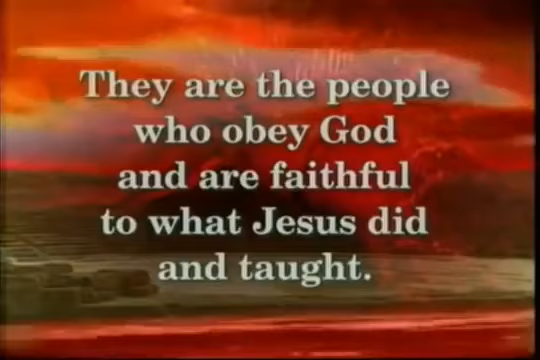 They are the people
who obey God
and are faithful
to what Jesus did
and taught.